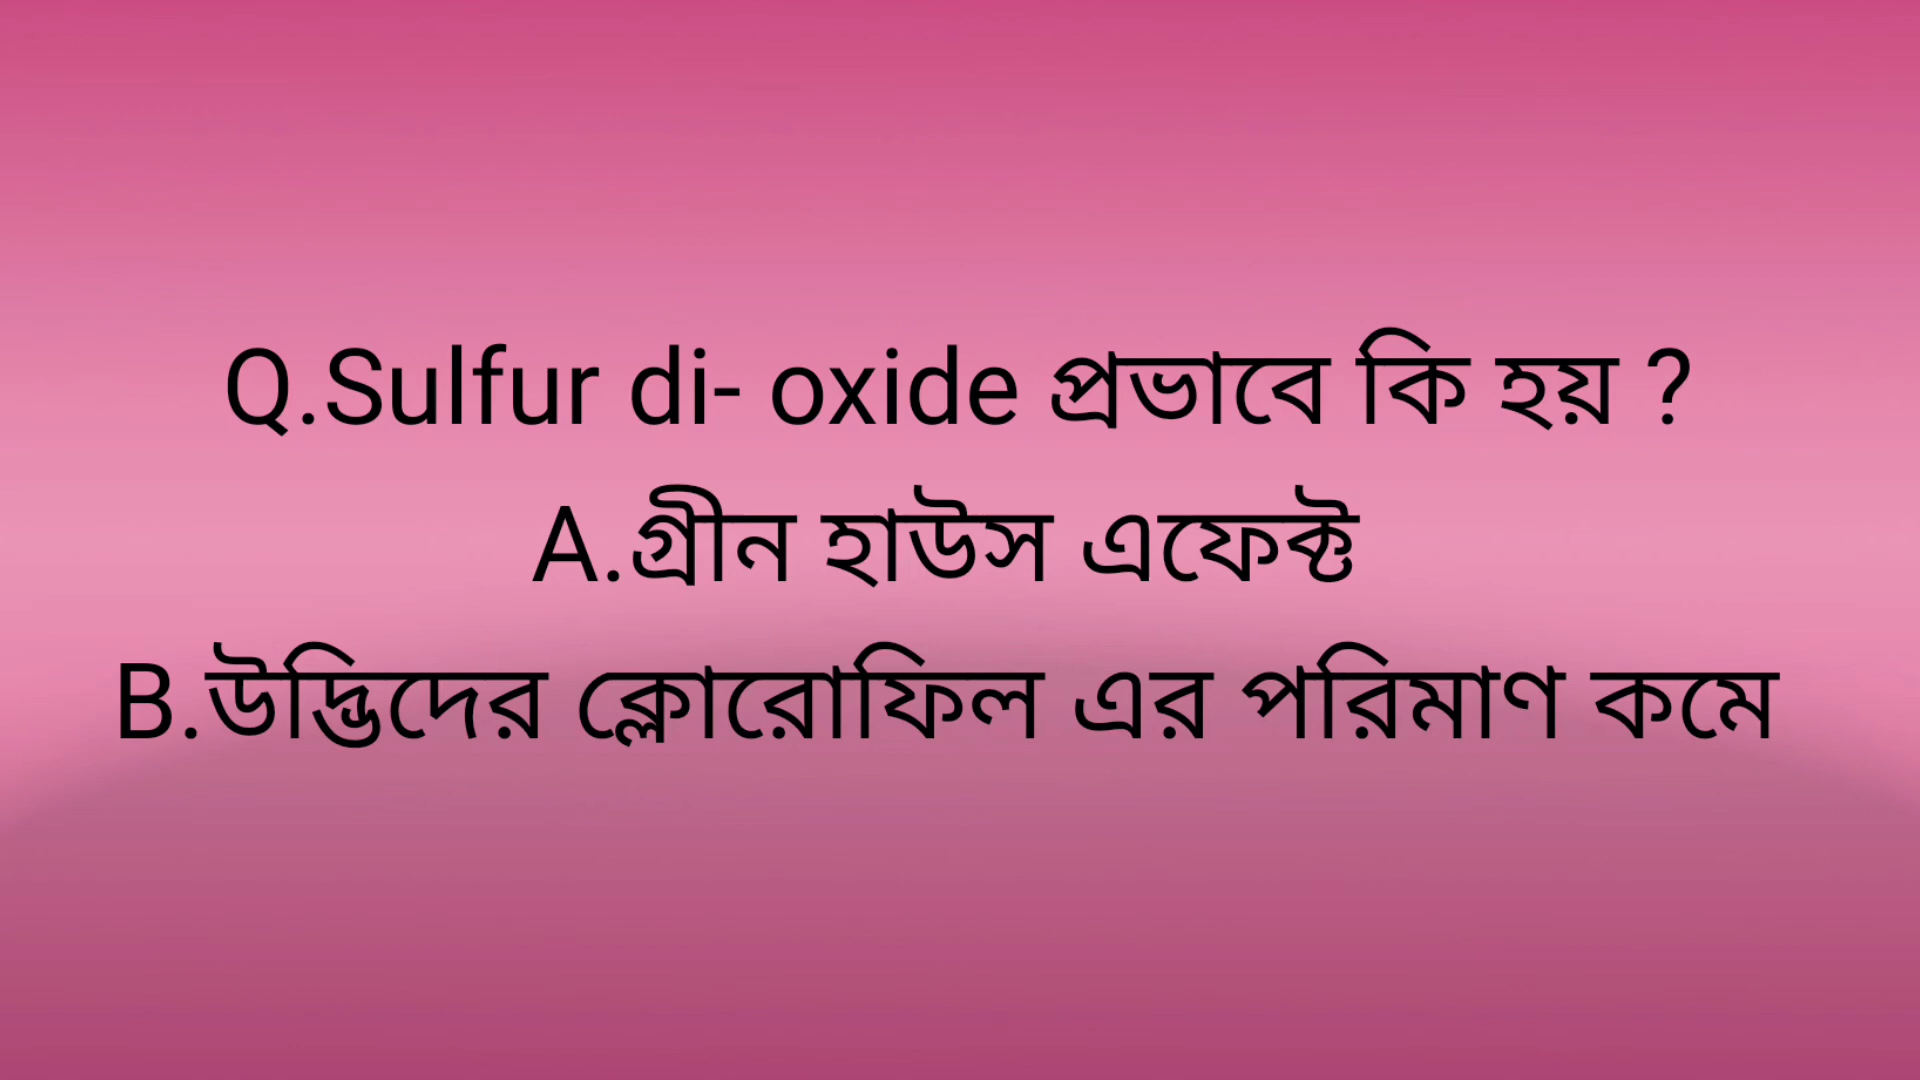 Q.Sulfur di- oxide প্রভাবে কি হয় ?
A.গ্রীন হাউস এফেক্ট
B.উদ্ভিদের ক্লোরোফিল এর পরিমাণ কমে